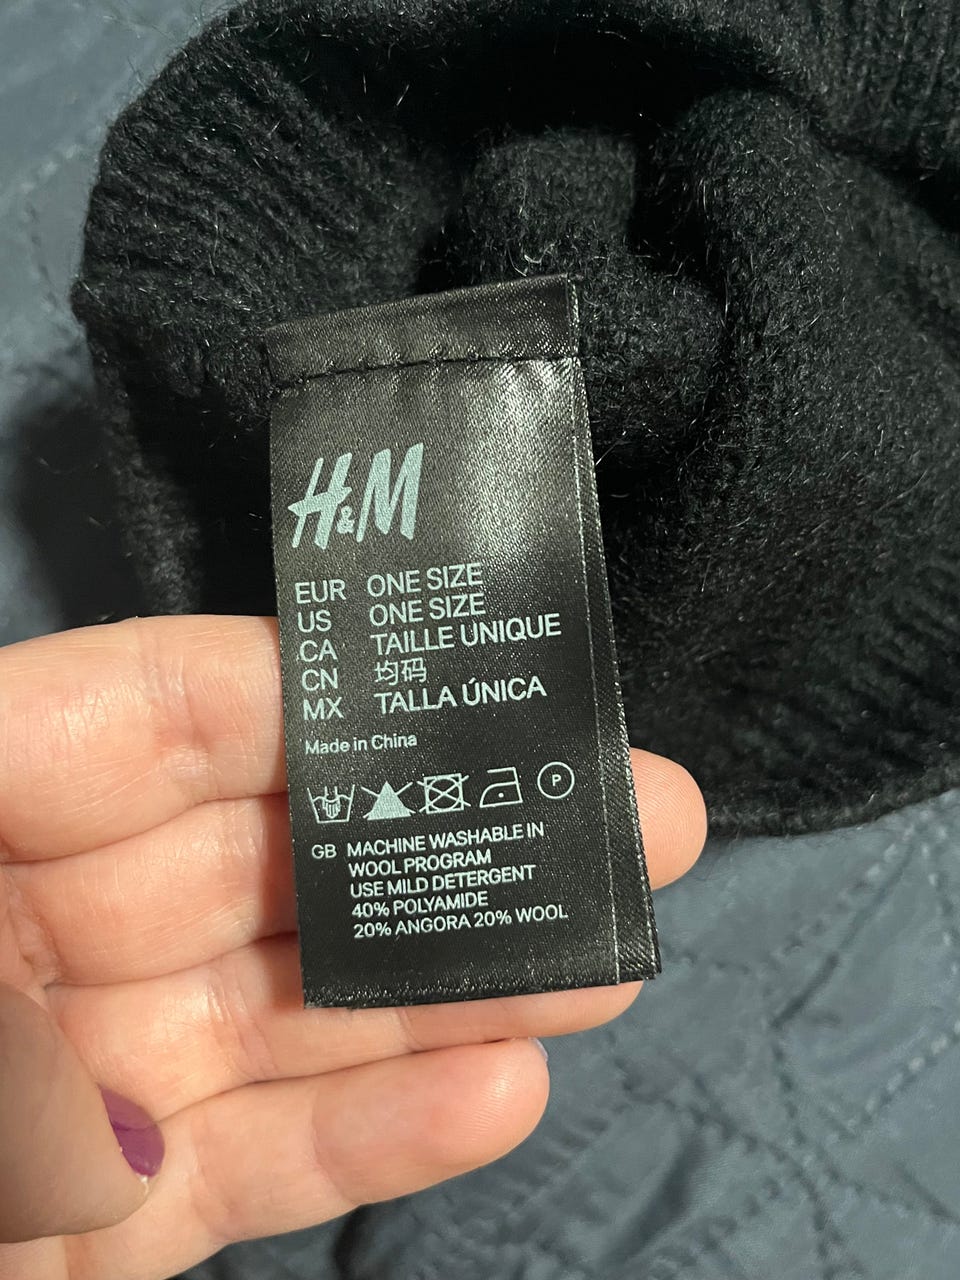 H&M
EUR ONE SIZE
US ONE SIZE
CA TAILLE UNIQUE
CN 均码
MX TALLA ÚNICA
Made in China
P
GB MACHINE WASHABLE IN
WOOL PROGRAM
USE MILD DETERGENT
40% POLYAMIDE
20% ANGORA 20% WOOL